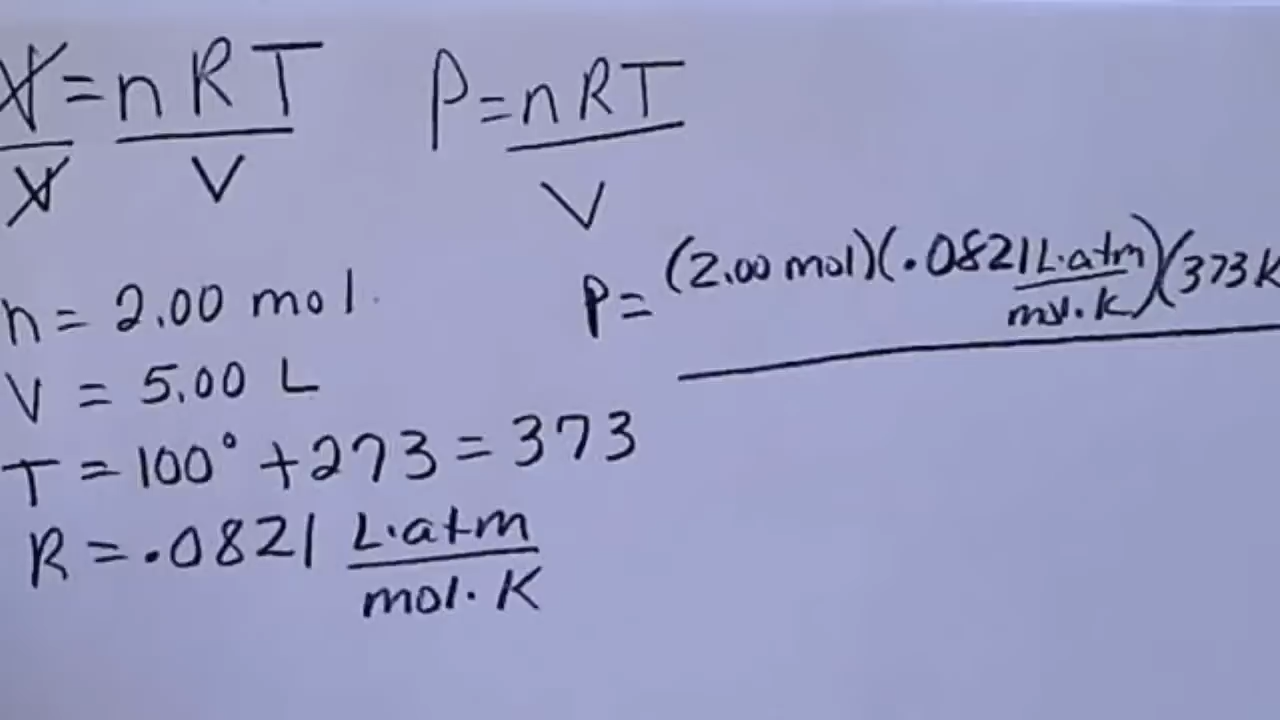 V = nRT P = nRT
V V V
P = (2.00 mol)(.0821 L.atm)(373 K
mol. K
n = 2.00 mol.
V = 5.00 L
T = 100° + 273 = 373
R = .0821 L.atm
mol. K